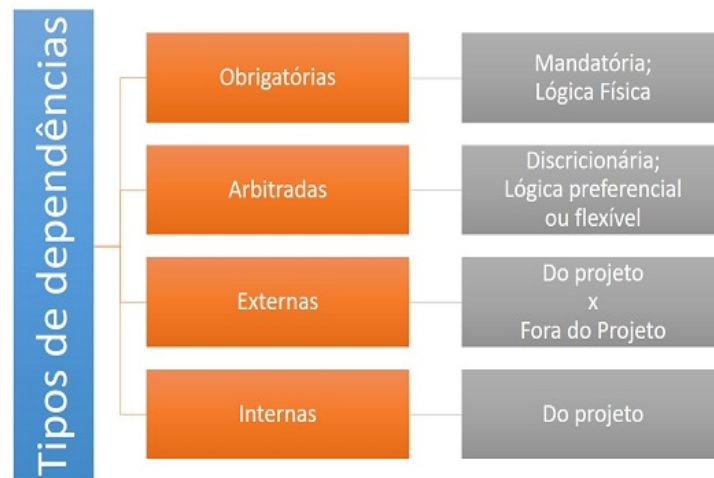 Tipos de dependências
Obrigatórias
Mandatória;
Lógica Física
Arbitradas
Discricionária;
Lógica preferencial
ou flexível
Externas
Do projeto
x
Fora do Projeto
Internas
Do projeto